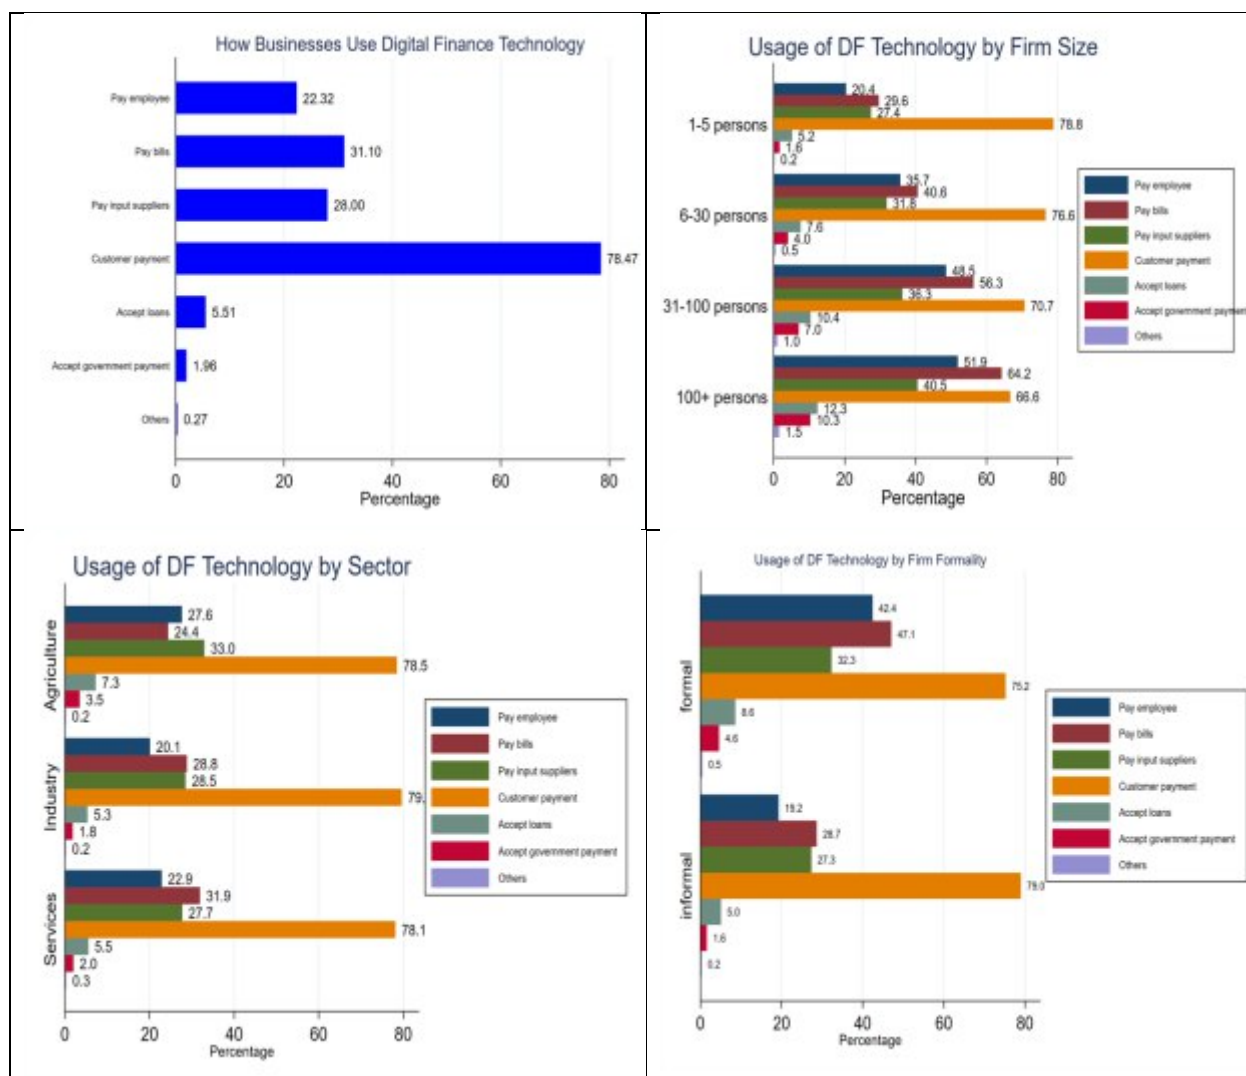 How Businesses Use Digital Finance Technology
Pay employee
22.32
Pay bills
31.10
Pay input suppliers
28.00
Customer payment
78.47
Accept loans
5.51
Accept government payment
1.96
Others
0.27
0 20 40 60 80
Percentage
Usage of DF Technology by Firm Size
1-5 persons
20.4
29.6
27.4
78.8
5.2
1.6
0.2
6-30 persons
35.7
40.6
31.8
76.6
7.6
4.0
0.5
31-100 persons
48.5
56.3
36.3
70.7
10.4
7.0
1.0
100+ persons
51.9
64.2
40.5
66.6
12.3
10.3
1.5
0 20 40 60 80
Percentage
Pay employee
Pay bills
Pay input suppliers
Customer payment
Accept loans
Accept government payment
Others
Usage of DF Technology by Sector
Agriculture
27.6
24.4
33.0
78.5
7.3
3.5
0.2
Industry
20.1
28.8
28.5
79.
5.3
1.8
0.2
Services
22.9
31.9
27.7
78.1
5.5
2.0
0.3
0 20 40 60 80
Percentage
Pay employee
Pay bills
Pay input suppliers
Customer payment
Accept loans
Accept government payment
Others
Usage of DF Technology by Firm Formality
formal
42.4
47.1
32.3
75.2
8.6
4.6
0.5
informal
19.2
28.7
27.3
79.0
5.0
1.6
0.2
0 20 40 60 80
Percentage
Pay employee
Pay bills
Pay input suppliers
Customer payment
Accept loans
Accept government payment
Others